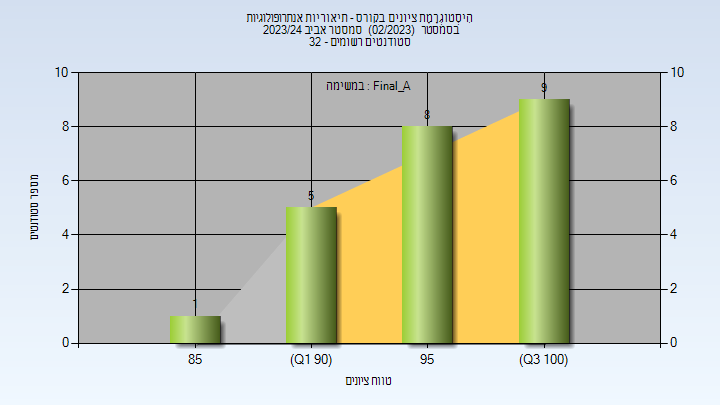 היסטוגרמת ציונים בקורס - תיאוריות אנתרופולוגיות
בסמסטר (02/2023) סמסטר אביב 2023/24
סטודנטים רשומים - 32
במשימה : Final_A
10 10
8 8
6 6
4 4
2 2
0 0
1 5 8 9
מספר סטודנטים
85 (Q1 90) 95 (Q3 100)
טווח ציונים